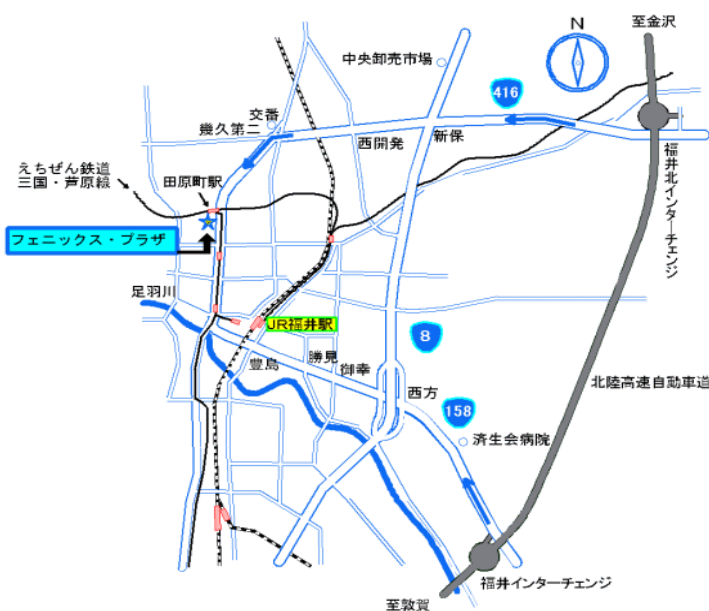 N
至金沢
中央卸売市場
416
交番
幾久第二
西開発
新保
福井北インターチェンジ
えちぜん鉄道
三国・芦原線
田原町駅
フェニックス・プラザ
足羽川
JR福井駅
8
豊島
勝見
御幸
西方
北陸高速自動車道
158
済生会病院
福井インターチェンジ
至敦賀